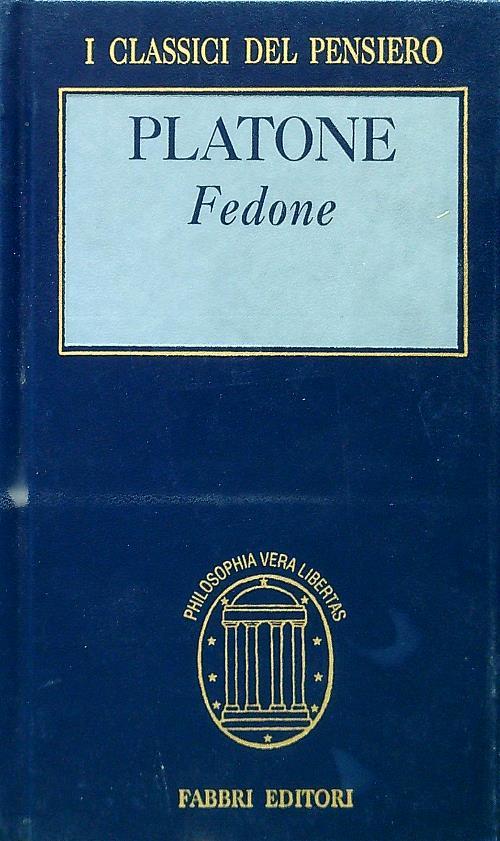 I CLASSICI DEL PENSIERO
PLATONE
Fedone
PHILOSOPHIA VERA LIBERTAS
FABBRI EDITORI